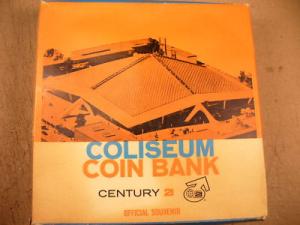 COLISEUM
COIN BANK
CENTURY 21
OFFICIAL SOUVENIR